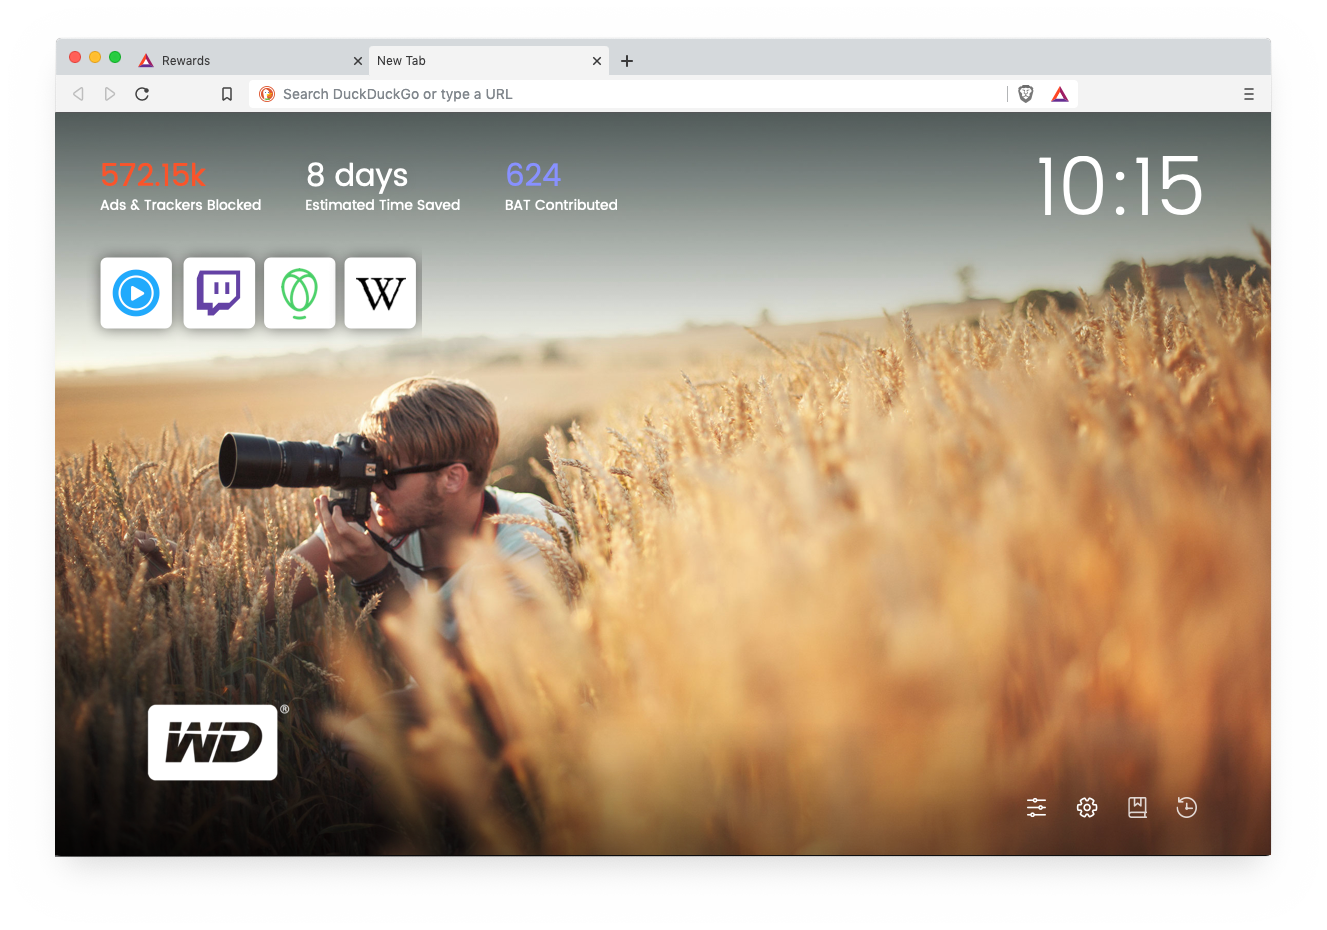 Rewards
New Tab
Search DuckDuckGo or type a URL
572.15k
Ads & Trackers Blocked
8 days
Estimated Time Saved
624
BAT Contributed
10:15
W
WD®